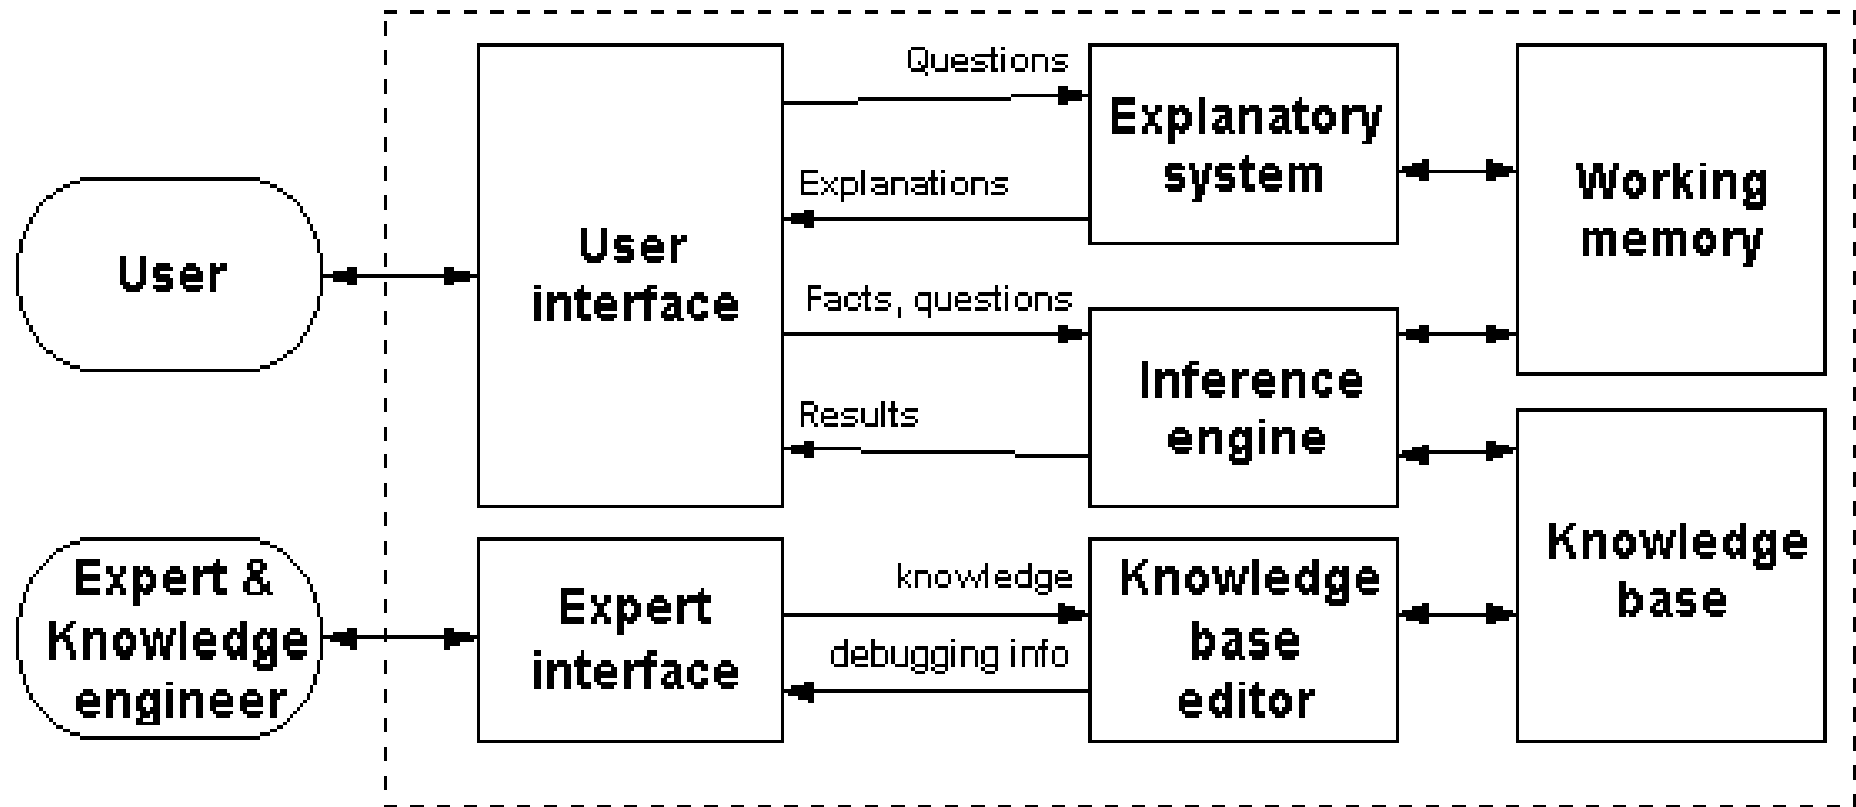 User
Expert &
Knowledge
engineer
User
interface
Expert
interface
Questions
Explanations
Facts, questions
Results
knowledge
debugging info
Explanatory
system
Inference
engine
Knowledge
base
editor
Working
memory
Knowledge
base